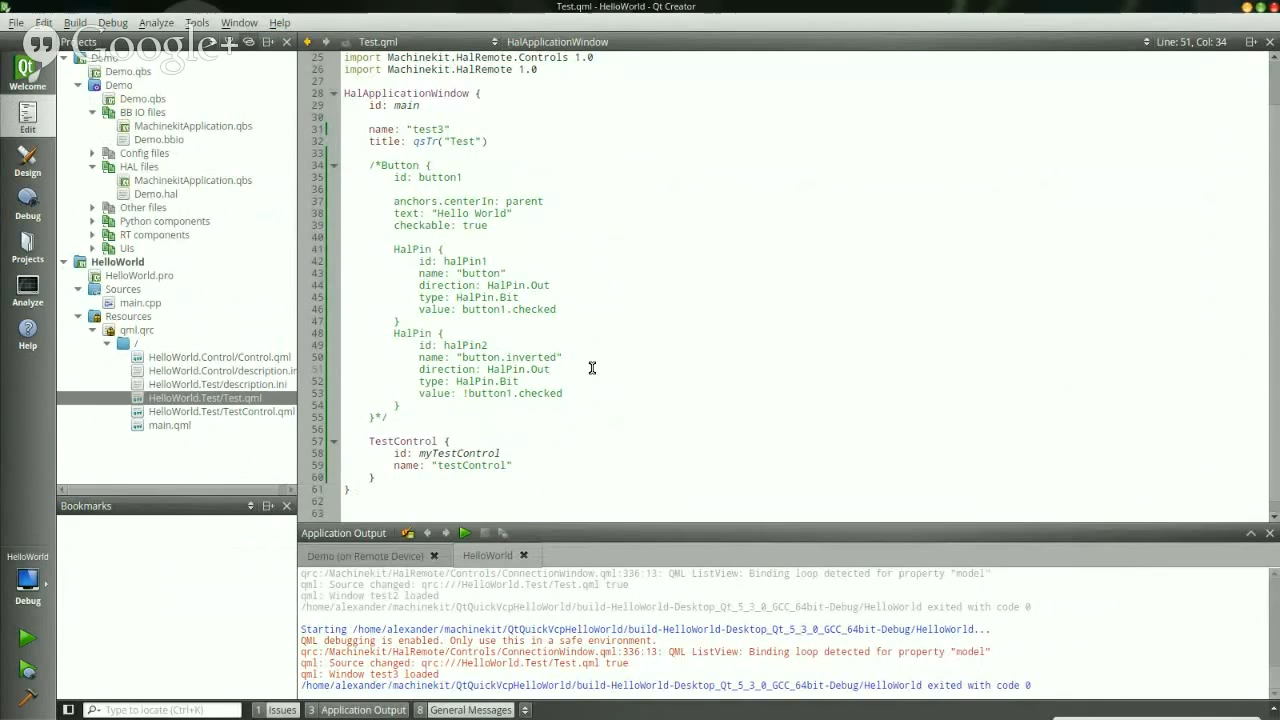 Test.qml - HelloWorld - Qt Creator
File Edit Build Debug Analyze Tools Window Help
Google+
Projects
Test.qml
HalApplicationWindow
Line: 51, Col: 34
Welcome
Edit
Design
Debug
Projects
Analyze
Help
HelloWorld
Debug
Demo
Demo.qbs
Demo
Demo.qbs
BB IO files
MachinekitApplication.qbs
Demo.bbio
Config files
HAL files
MachinekitApplication.qbs
Demo.hal
Other files
Python components
RT components
UIs
HelloWorld
HelloWorld.pro
Sources
main.cpp
Resources
qml.qrc
/
HelloWorld.Control/Control.qml
HelloWorld.Control/description.in
HelloWorld.Test/description.ini
HelloWorld.Test/Test.qml
HelloWorld.Test/TestControl.qml
main.qml
Bookmarks
25 import Machinekit.HalRemote.Controls 1.0
26 import Machinekit.HalRemote 1.0
27
28 HalApplicationWindow {
29 id: main
30
31 name: "test3"
32 title: qsTr("Test")
33
34 /*Button {
35 id: button1
36
37 anchors.centerIn: parent
38 text: "Hello World"
39 checkable: true
40
41 HalPin {
42 id: halPin1
43 name: "button"
44 direction: HalPin.Out
45 type: HalPin.Bit
46 value: button1.checked
47 }
48 HalPin {
49 id: halPin2
50 name: "button.inverted"
51 direction: HalPin.Out
52 type: HalPin.Bit
53 value: !button1.checked
54 }
55 }*/
56
57 TestControl {
58 id: myTestControl
59 name: "testControl"
60 }
61 }
62
63
Application Output
Demo (on Remote Device)
HelloWorld
qrc:/Machinekit/HalRemote/Controls/ConnectionWindow.qml:336:13: QML ListView: Binding loop detected for property "model"
qml: Source changed: qrc:///HelloWorld.Test/Test.qml true
qml: Window test2 loaded
/home/alexander/machinekit/QtQuickVcpHelloWorld/build-HelloWorld-Desktop_Qt_5_3_0_GCC_64bit-Debug/HelloWorld exited with code 0
Starting /home/alexander/machinekit/QtQuickVcpHelloWorld/build-HelloWorld-Desktop_Qt_5_3_0_GCC_64bit-Debug/HelloWorld...
QML debugging is enabled. Only use this in a safe environment.
qrc:/Machinekit/HalRemote/Controls/ConnectionWindow.qml:336:13: QML ListView: Binding loop detected for property "model"
qml: Source changed: qrc:///HelloWorld.Test/Test.qml true
qml: Window test3 loaded
/home/alexander/machinekit/QtQuickVcpHelloWorld/build-HelloWorld-Desktop_Qt_5_3_0_GCC_64bit-Debug/HelloWorld exited with code 0
Type to locate (Ctrl+K)
1 Issues
3 Application Output
8 General Messages